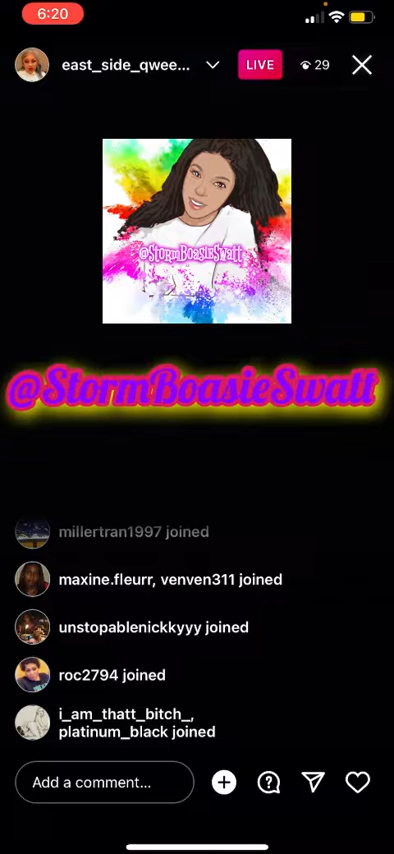 6:20
east_side_qwee...
LIVE
29
@StormBoasieSwatt
@StormBoasieSwatt
millertran1997 joined
maxine.fleurr, venven311 joined
unstopablenickkyyy joined
roc2794 joined
i_am_thatt_bitch_,
platinum_black joined
Add a comment...